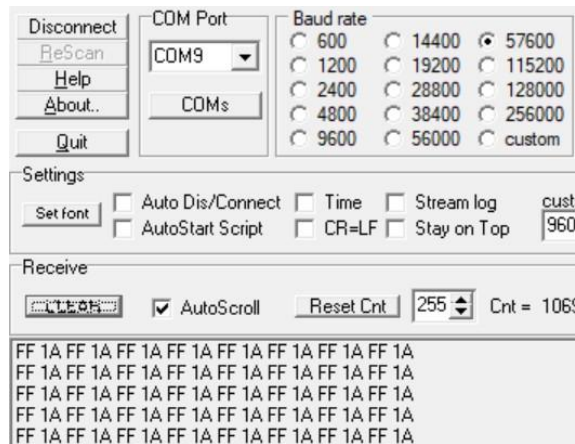 Disconnect
ReScan
Help
About..
Quit
COM Port
COM9
COMs
Baud rate
600 14400 57600
1200 19200 115200
2400 28800 128000
4800 38400 256000
9600 56000 custom
Settings
Set font
Auto Dis/Connect Time Stream log cust
AutoStart Script CR=LF Stay on Top 960
Receive
CLEAR AutoScroll Reset Cnt 255 Cnt = 1069
FF 1A FF 1A FF 1A FF 1A FF 1A FF 1A FF 1A FF 1A
FF 1A FF 1A FF 1A FF 1A FF 1A FF 1A FF 1A FF 1A
FF 1A FF 1A FF 1A FF 1A FF 1A FF 1A FF 1A FF 1A
FF 1A FF 1A FF 1A FF 1A FF 1A FF 1A FF 1A FF 1A
FF 1A FF 1A FF 1A FF 1A FF 1A FF 1A FF 1A FF 1A